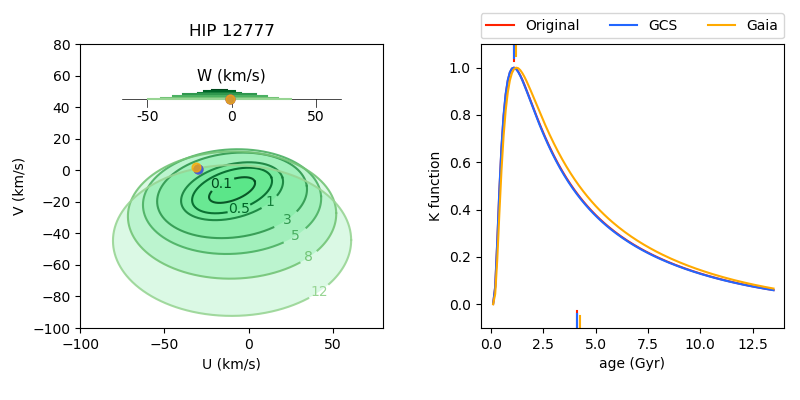 HIP 12777
Original GCS Gaia
80
60
40
20
0
−20
−40
−60
−80
−100
V (km/s)
W (km/s)
-50 0 50
0.1
0.5
1
3
5
8
12
−100 −50 0 50
U (km/s)
1.0
0.8
0.6
0.4
0.2
0.0
K function
0.0 2.5 5.0 7.5 10.0 12.5
age (Gyr)